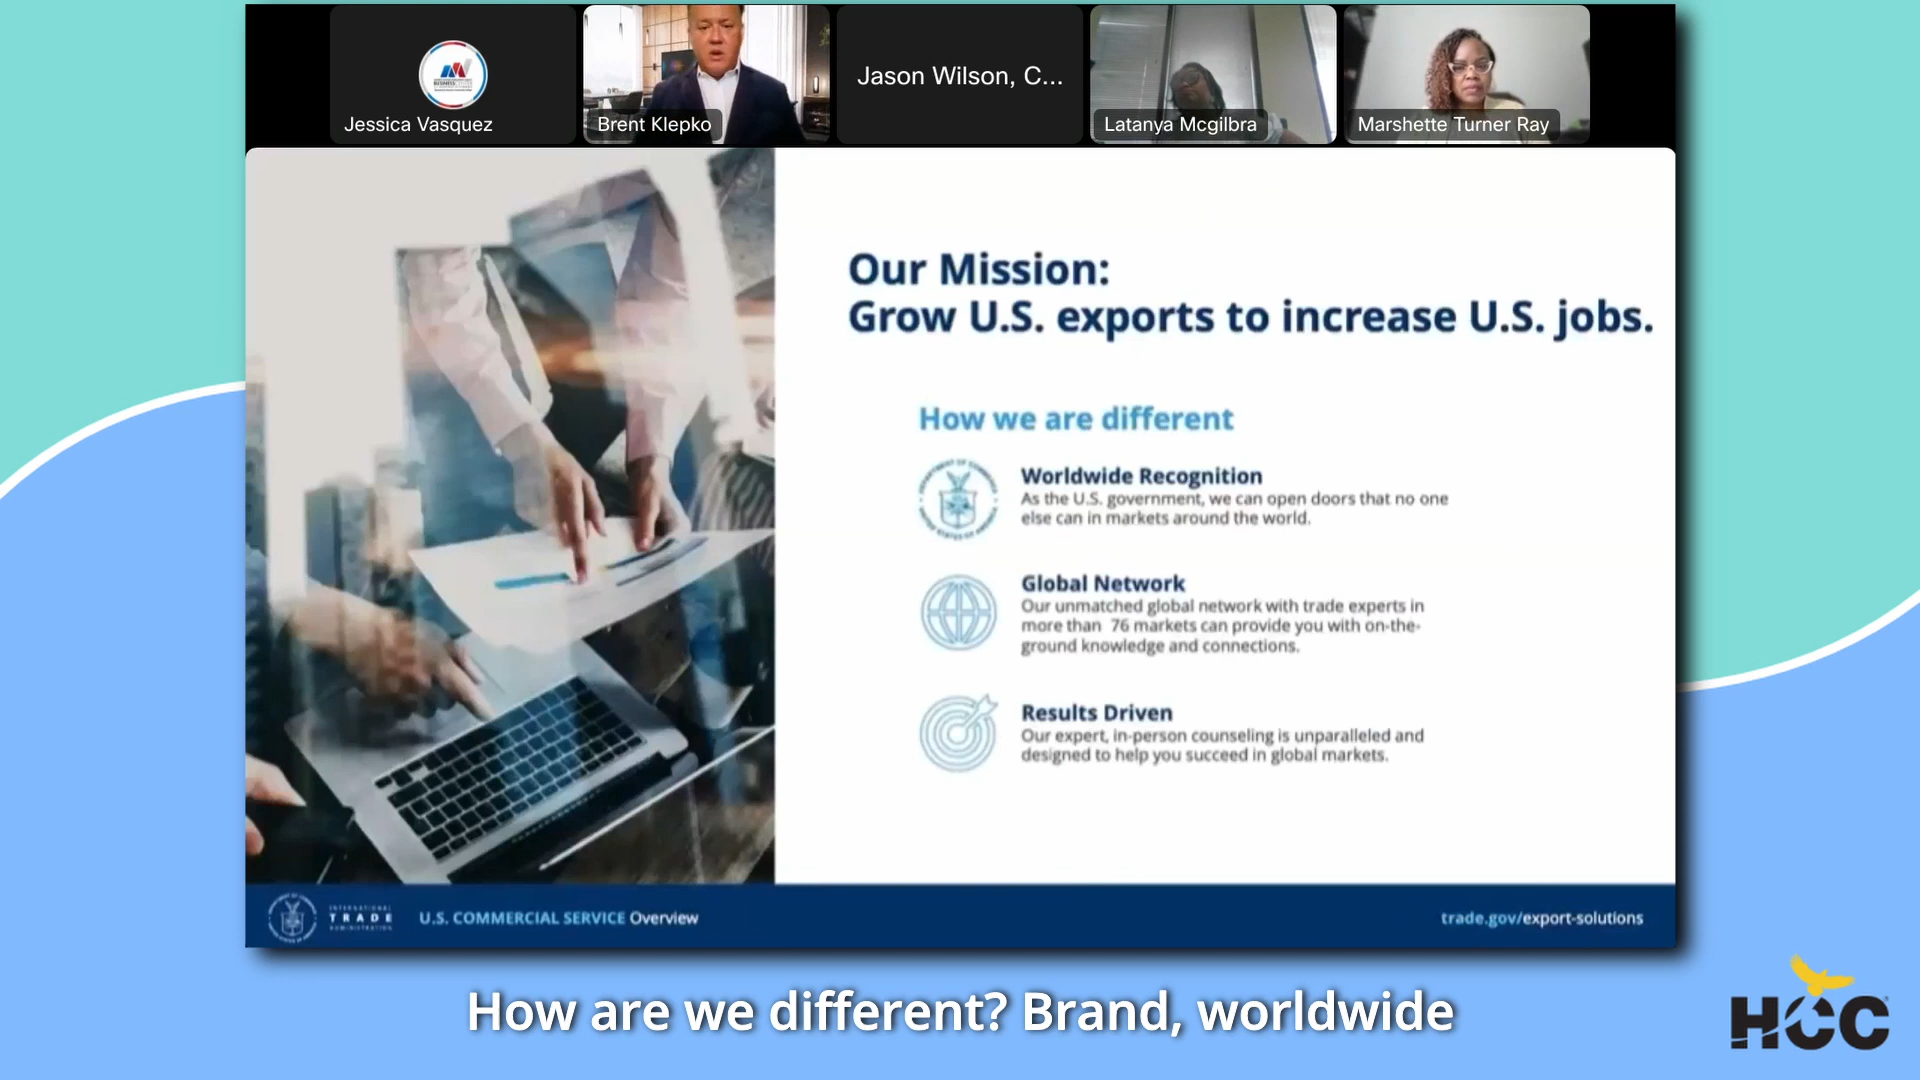 Jessica Vasquez
Brent Klepko
Jason Wilson, C...
Latanya Mcgilbra
Marshette Turner Ray
Our Mission:
Grow U.S. exports to increase U.S. jobs.
How we are different
Worldwide Recognition
As the U.S. government, we can open doors that no one
else can in markets around the world.
Global Network
Our unmatched global network with trade experts in
more than 76 markets can provide you with on-the-
ground knowledge and connections.
Results Driven
Our expert, in-person counseling is unparalleled and
designed to help you succeed in global markets.
INTERNATIONAL
TRADE
ADMINISTRATION
U.S. COMMERCIAL SERVICE Overview
trade.gov/export-solutions
How are we different? Brand, worldwide
HCC